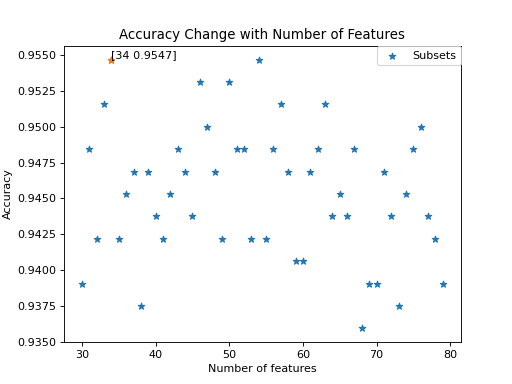 Accuracy Change with Number of Features
[34 0.9547]
Subsets
0.9550
0.9525
0.9500
0.9475
0.9450
0.9425
0.9400
0.9375
0.9350
Accuracy
30 40 50 60 70 80
Number of features